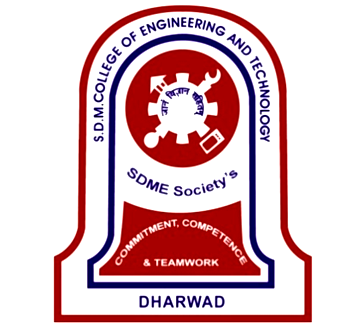 S.D.M.COLLEGE OF ENGINEERING AND TECHNOLOGY
SDME Society's
COMMITMENT, COMPETENCE
& TEAMWORK
DHARWAD